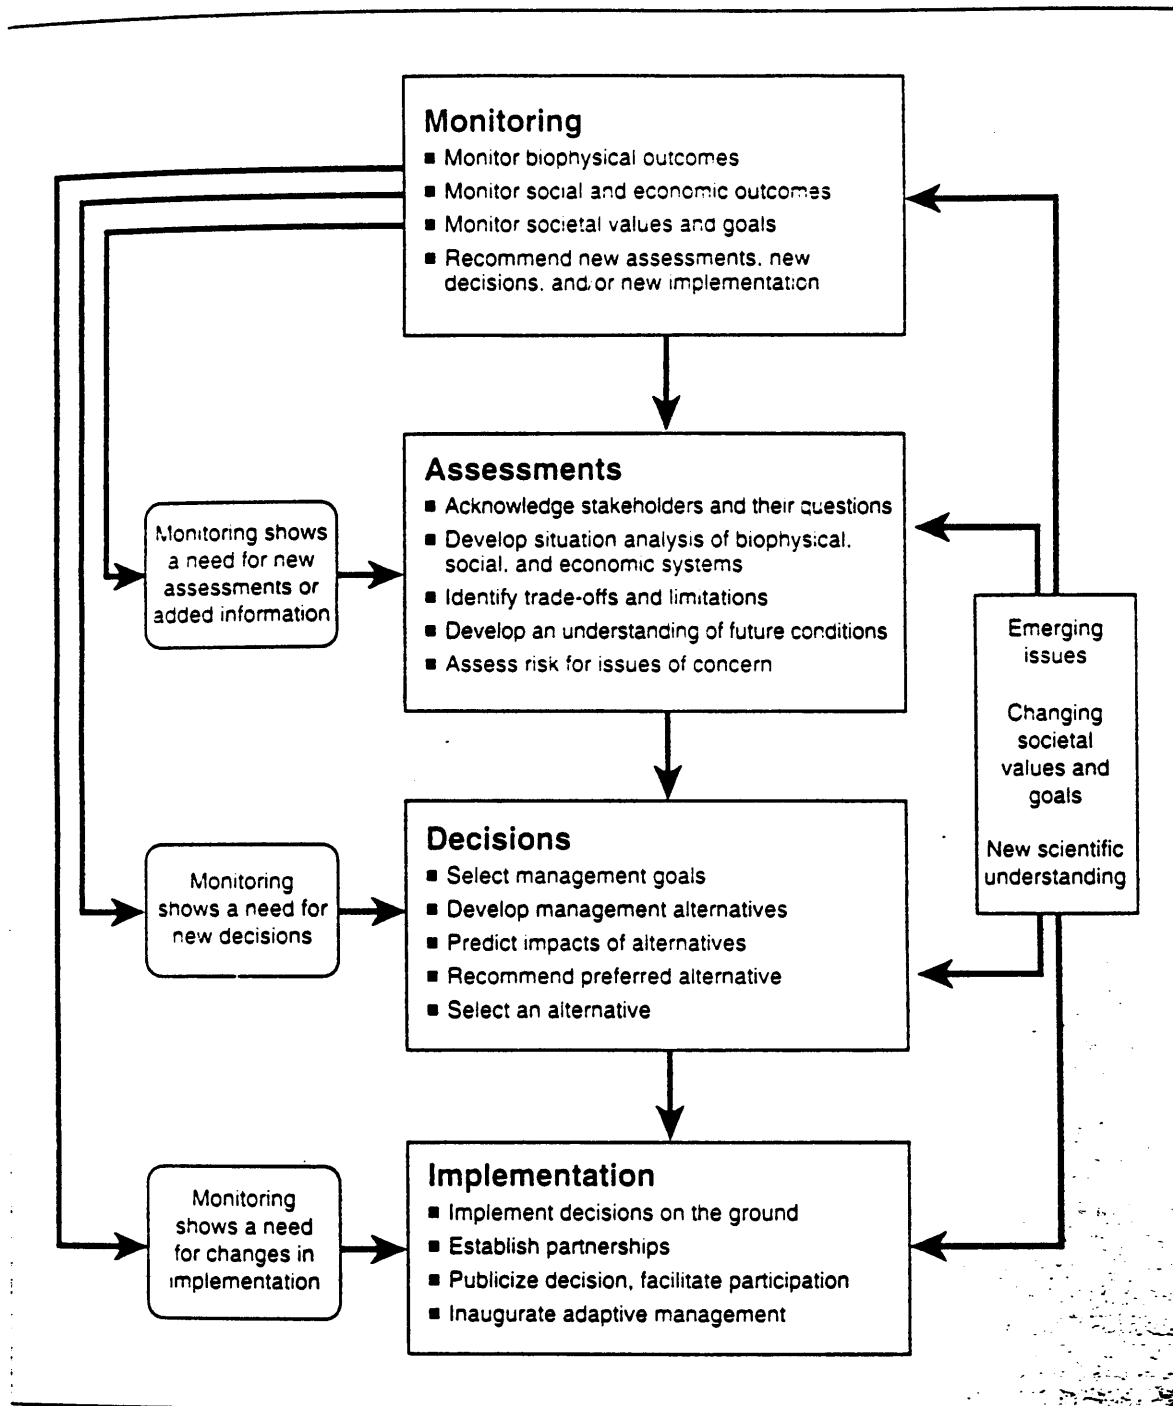 Monitoring
■ Monitor biophysical outcomes
■ Monitor social and economic outcomes
■ Monitor societal values and goals
■ Recommend new assessments, new
decisions, and/or new implementation
Assessments
■ Acknowledge stakeholders and their questions
■ Develop situation analysis of biophysical,
social, and economic systems
■ Identify trade-offs and limitations
■ Develop an understanding of future conditions
■ Assess risk for issues of concern
Monitoring shows
a need for new
assessments or
added information
Emerging
issues
Changing
societal
values and
goals
New scientific
understanding
Decisions
■ Select management goals
■ Develop management alternatives
■ Predict impacts of alternatives
■ Recommend preferred alternative
■ Select an alternative
Monitoring
shows a need for
new decisions
Implementation
■ Implement decisions on the ground
■ Establish partnerships
■ Publicize decision, facilitate participation
■ Inaugurate adaptive management
Monitoring
shows a need
for changes in
implementation